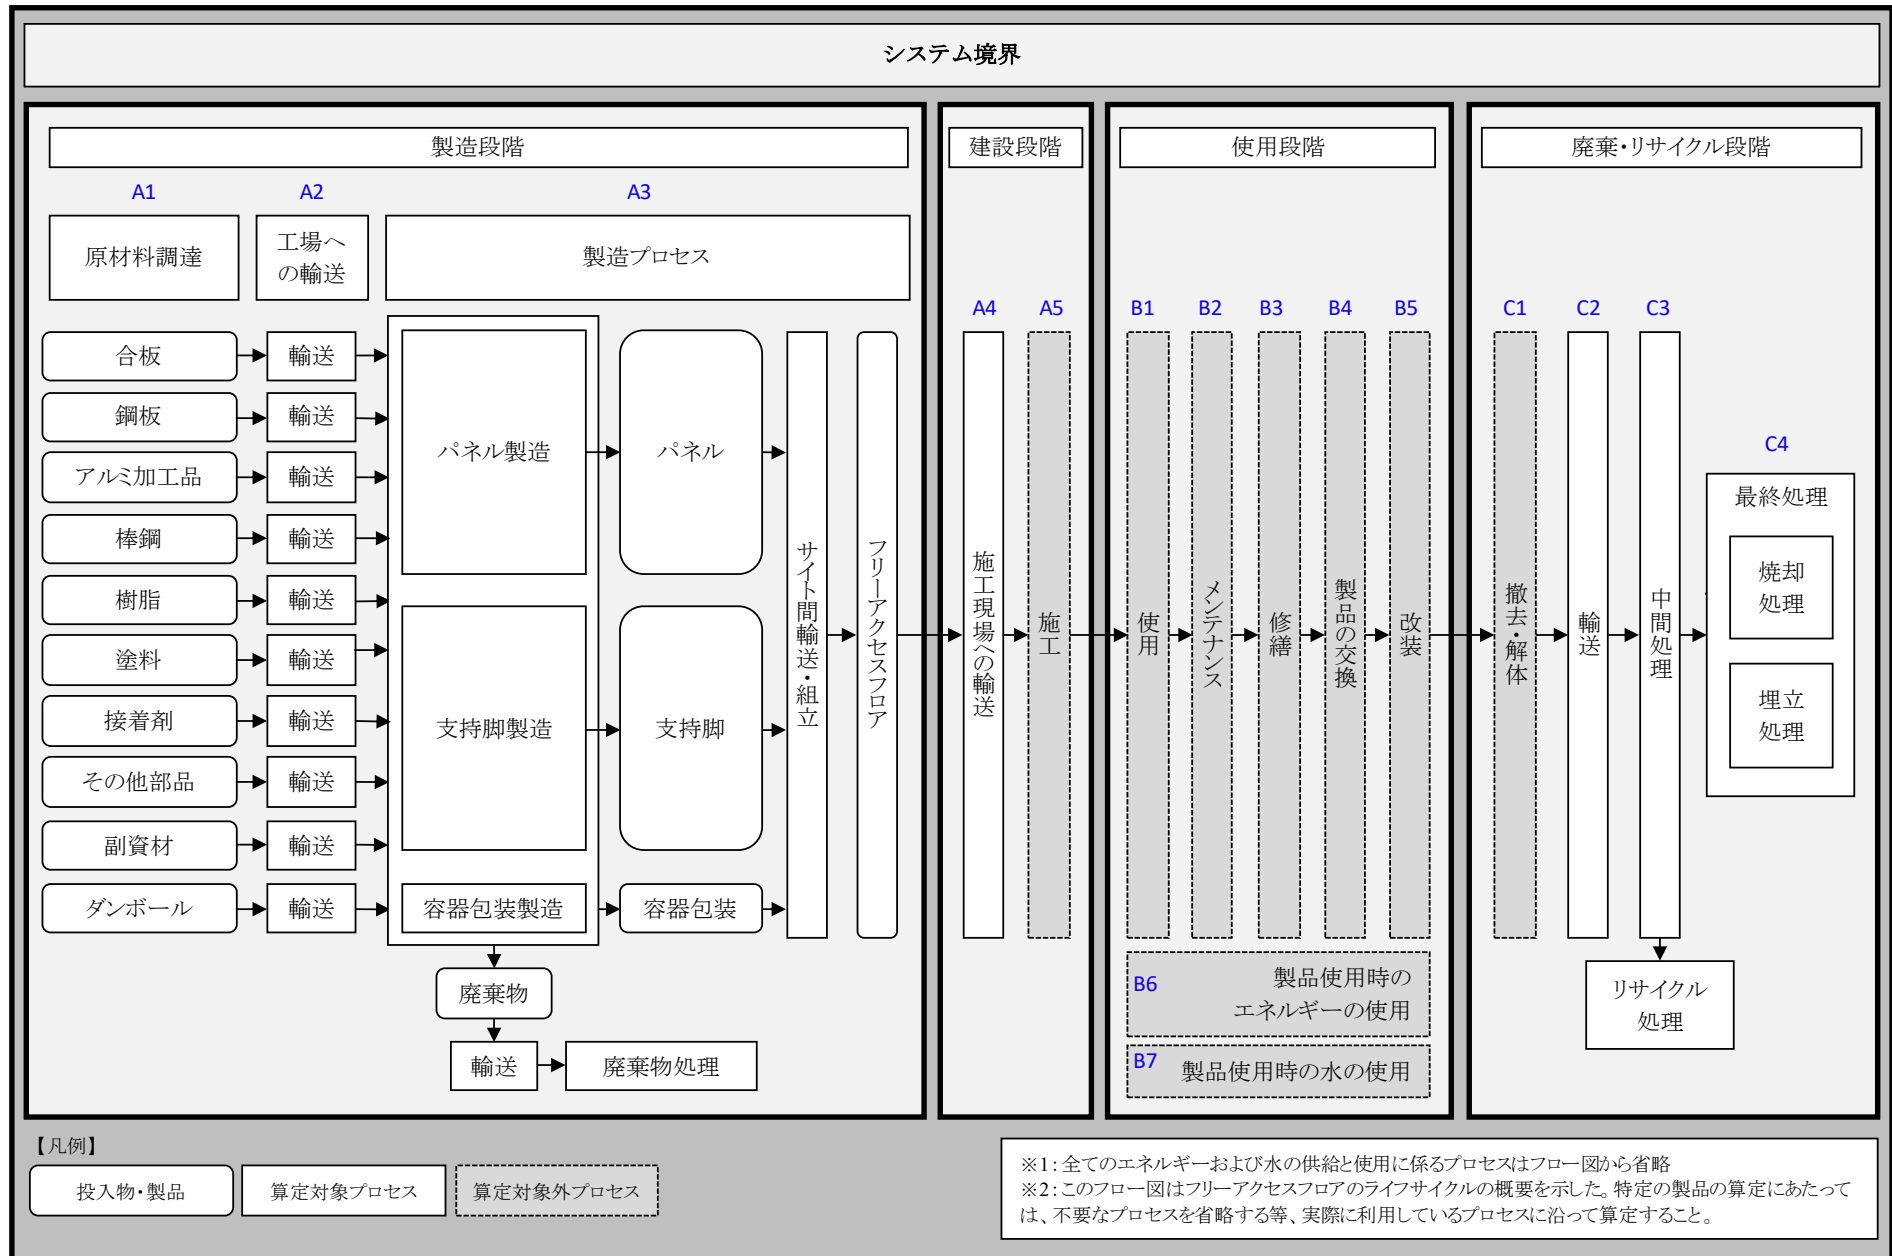 システム境界
製造段階
建設段階
使用段階
廃棄・リサイクル段階
A1
A2
A3
原材料調達
工場へ
の輸送
製造プロセス
A4
A5
B1
B2
B3
B4
B5
C1
C2
C3
C4
合板
輸送
鋼板
輸送
アルミ加工品
輸送
棒鋼
輸送
樹脂
輸送
塗料
輸送
接着剤
輸送
その他部品
輸送
副資材
輸送
ダンボール
輸送
パネル製造
パネル
支持脚製造
支持脚
容器包装製造
容器包装
サイト間輸送・組立
フリーアクセスフロア
施工現場への輸送
施工
使用
メンテナンス
修繕
製品の交換
改装
撤去・解体
輸送
中間処理
最終処理
焼却
処理
埋立
処理
廃棄物
輸送
廃棄物処理
B6
製品使用時の
エネルギーの使用
B7
製品使用時の水の使用
リサイクル
処理
【凡例】
投入物・製品
算定対象プロセス
算定対象外プロセス
※1：全てのエネルギーおよび水の供給と使用に係るプロセスはフロー図から省略
※2：このフロー図はフリーアクセスフロアのライフサイクルの概要を示した。特定の製品の算定にあたって
は、不要なプロセスを省略する等、実際に利用しているプロセスに沿って算定すること。